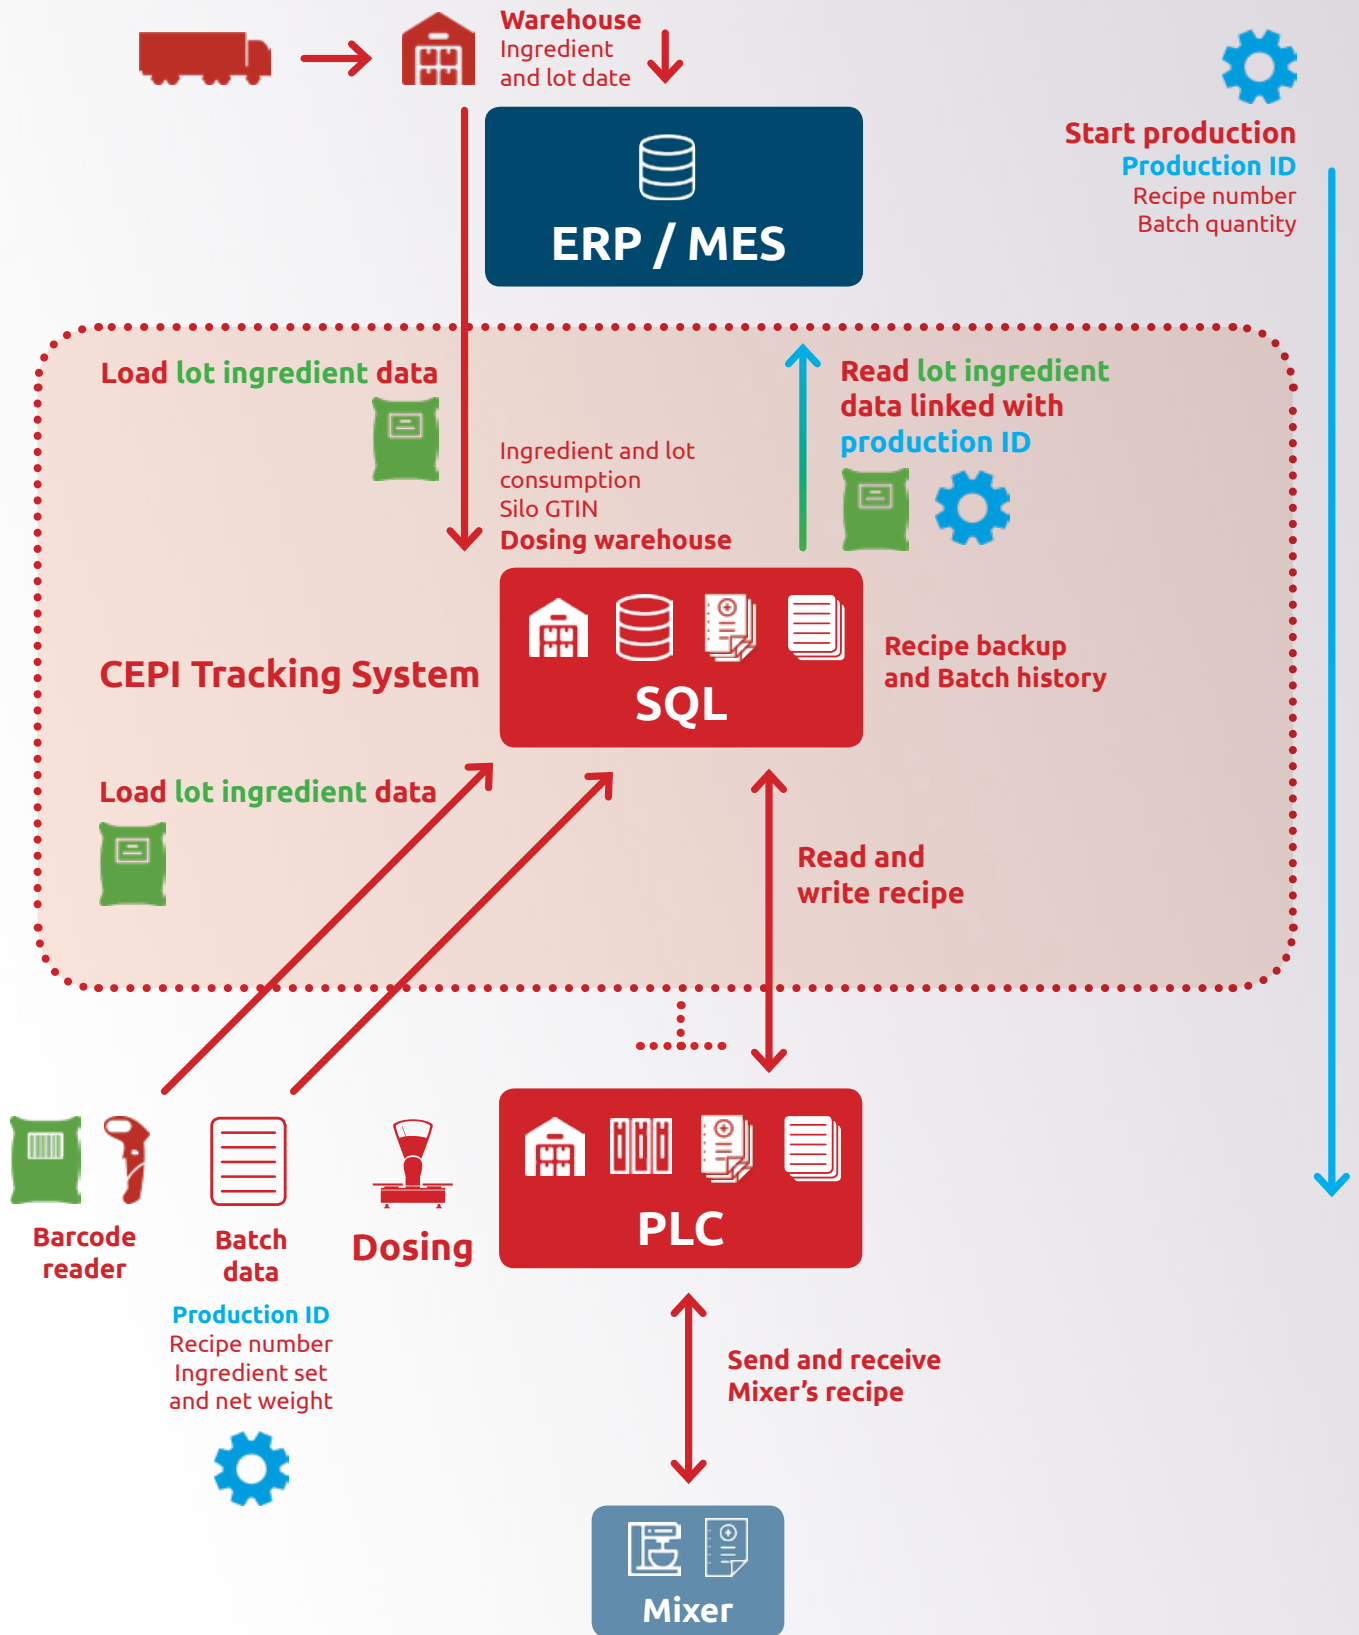 Warehouse
Ingredient
and lot date
Start production
Production ID
Recipe number
Batch quantity
ERP / MES
Load lot ingredient data
Read lot ingredient
data linked with
production ID
Ingredient and lot
consumption
Silo GTIN
Dosing warehouse
CEPI Tracking System
SQL
Recipe backup
and Batch history
Load lot ingredient data
Read and
write recipe
Barcode
reader
Batch
data
Production ID
Recipe number
Ingredient set
and net weight
Dosing
PLC
Send and receive
Mixer’s recipe
Mixer